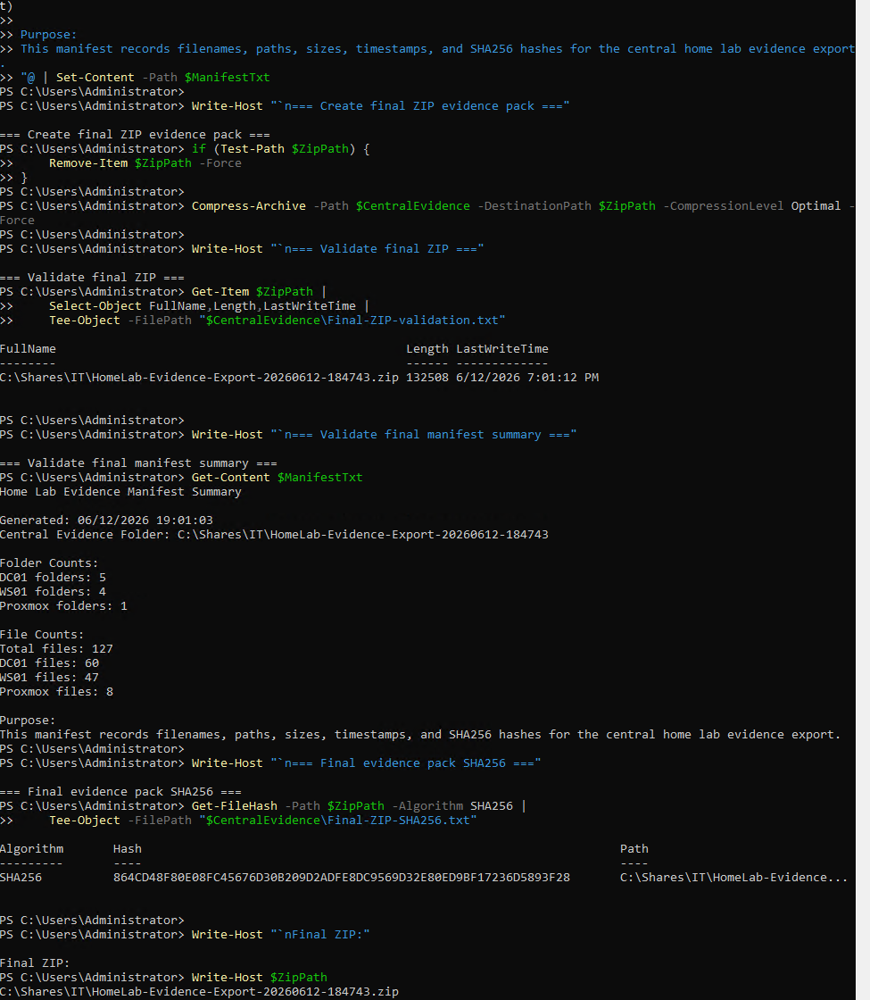 t)
>>
>> Purpose:
>> This manifest records filenames, paths, sizes, timestamps, and SHA256 hashes for the central home lab evidence export
.
>> "@ | Set-Content -Path $ManifestTxt
PS C:\Users\Administrator>
PS C:\Users\Administrator> Write-Host "`n=== Create final ZIP evidence pack ==="

=== Create final ZIP evidence pack ===
PS C:\Users\Administrator> if (Test-Path $ZipPath) {
>>     Remove-Item $ZipPath -Force
>> }
PS C:\Users\Administrator>
PS C:\Users\Administrator> Compress-Archive -Path $CentralEvidence -DestinationPath $ZipPath -CompressionLevel Optimal -
Force
PS C:\Users\Administrator>
PS C:\Users\Administrator> Write-Host "`n=== Validate final ZIP ==="

=== Validate final ZIP ===
PS C:\Users\Administrator> Get-Item $ZipPath |
>>     Select-Object FullName,Length,LastWriteTime |
>>     Tee-Object -FilePath "$CentralEvidence\Final-ZIP-validation.txt"

FullName                                                 Length LastWriteTime
--------                                                 ------ -------------
C:\Shares\IT\HomeLab-Evidence-Export-20260612-184743.zip 132508 6/12/2026 7:01:12 PM


PS C:\Users\Administrator>
PS C:\Users\Administrator> Write-Host "`n=== Validate final manifest summary ==="

=== Validate final manifest summary ===
PS C:\Users\Administrator> Get-Content $ManifestTxt
Home Lab Evidence Manifest Summary

Generated: 06/12/2026 19:01:03
Central Evidence Folder: C:\Shares\IT\HomeLab-Evidence-Export-20260612-184743

Folder Counts:
DC01 folders: 5
WS01 folders: 4
Proxmox folders: 1

File Counts:
Total files: 127
DC01 files: 60
WS01 files: 47
Proxmox files: 8

Purpose:
This manifest records filenames, paths, sizes, timestamps, and SHA256 hashes for the central home lab evidence export.
PS C:\Users\Administrator>
PS C:\Users\Administrator> Write-Host "`n=== Final evidence pack SHA256 ==="

=== Final evidence pack SHA256 ===
PS C:\Users\Administrator> Get-FileHash -Path $ZipPath -Algorithm SHA256 |
>>     Tee-Object -FilePath "$CentralEvidence\Final-ZIP-SHA256.txt"

Algorithm       Hash                                                                   Path
---------       ----                                                                   ----
SHA256          864CD48F80E08FC45676D30B209D2ADFE8DC9569D32E80ED9BF17236D5893F28       C:\Shares\IT\HomeLab-Evidence...


PS C:\Users\Administrator>
PS C:\Users\Administrator> Write-Host "`nFinal ZIP:"

Final ZIP:
PS C:\Users\Administrator> Write-Host $ZipPath
C:\Shares\IT\HomeLab-Evidence-Export-20260612-184743.zip